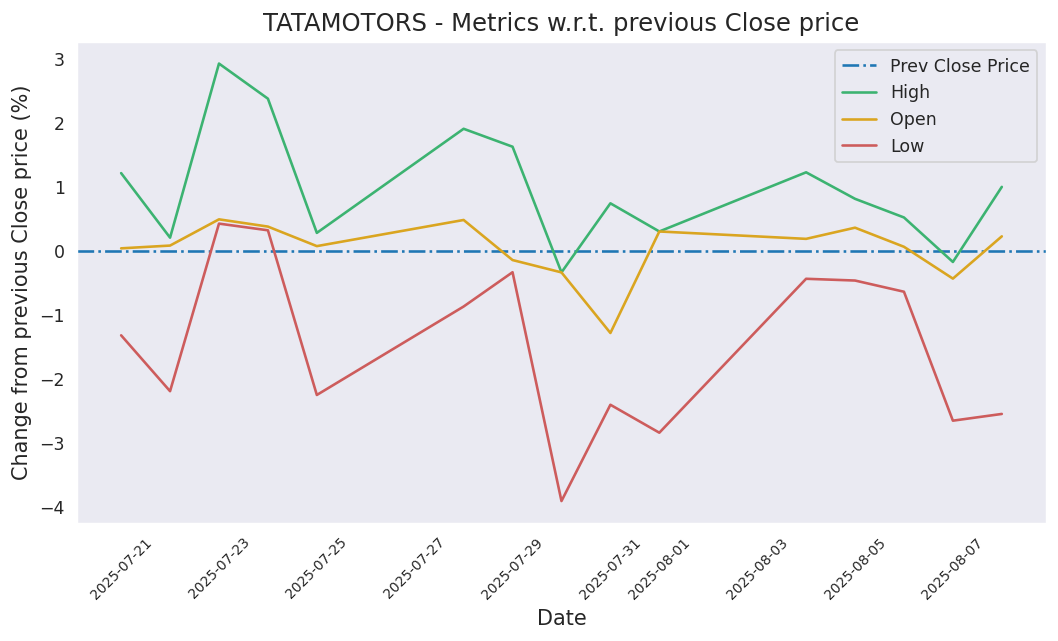 TATAMOTORS - Metrics w.r.t. previous Close price
Change from previous Close price (%)
3
2
1
0
−1
−2
−3
−4
Prev Close Price
High
Open
Low
2025-07-21
2025-07-23
2025-07-25
2025-07-27
2025-07-29
2025-07-31
2025-08-01
2025-08-03
2025-08-05
2025-08-07
Date